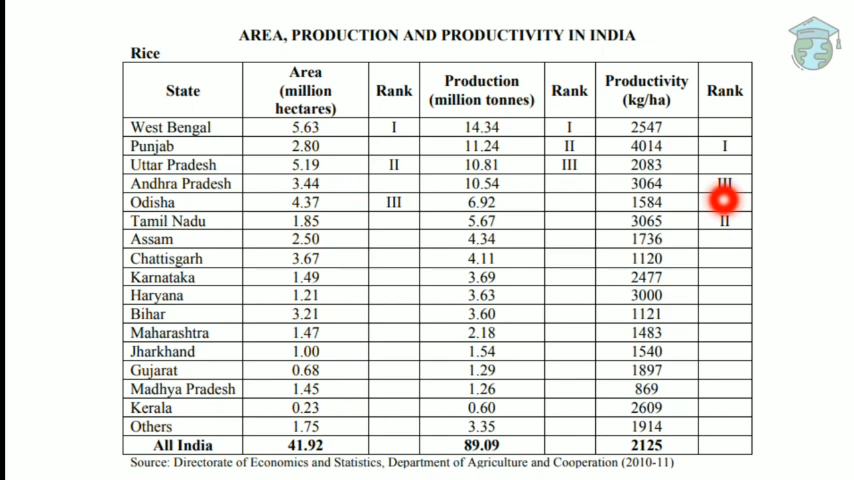 AREA, PRODUCTION AND PRODUCTIVITY IN INDIA
Rice
State Area (million hectares) Rank Production (million tonnes) Rank Productivity (kg/ha) Rank
West Bengal 5.63 I 14.34 I 2547
Punjab 2.80 11.24 II 4014 I
Uttar Pradesh 5.19 II 10.81 III 2083
Andhra Pradesh 3.44 10.54 3064 III
Odisha 4.37 III 6.92 1584
Tamil Nadu 1.85 5.67 3065 II
Assam 2.50 4.34 1736
Chattisgarh 3.67 4.11 1120
Karnataka 1.49 3.69 2477
Haryana 1.21 3.63 3000
Bihar 3.21 3.60 1121
Maharashtra 1.47 2.18 1483
Jharkhand 1.00 1.54 1540
Gujarat 0.68 1.29 1897
Madhya Pradesh 1.45 1.26 869
Kerala 0.23 0.60 2609
Others 1.75 3.35 1914
All India 41.92 89.09 2125
Source: Directorate of Economics and Statistics, Department of Agriculture and Cooperation (2010-11)